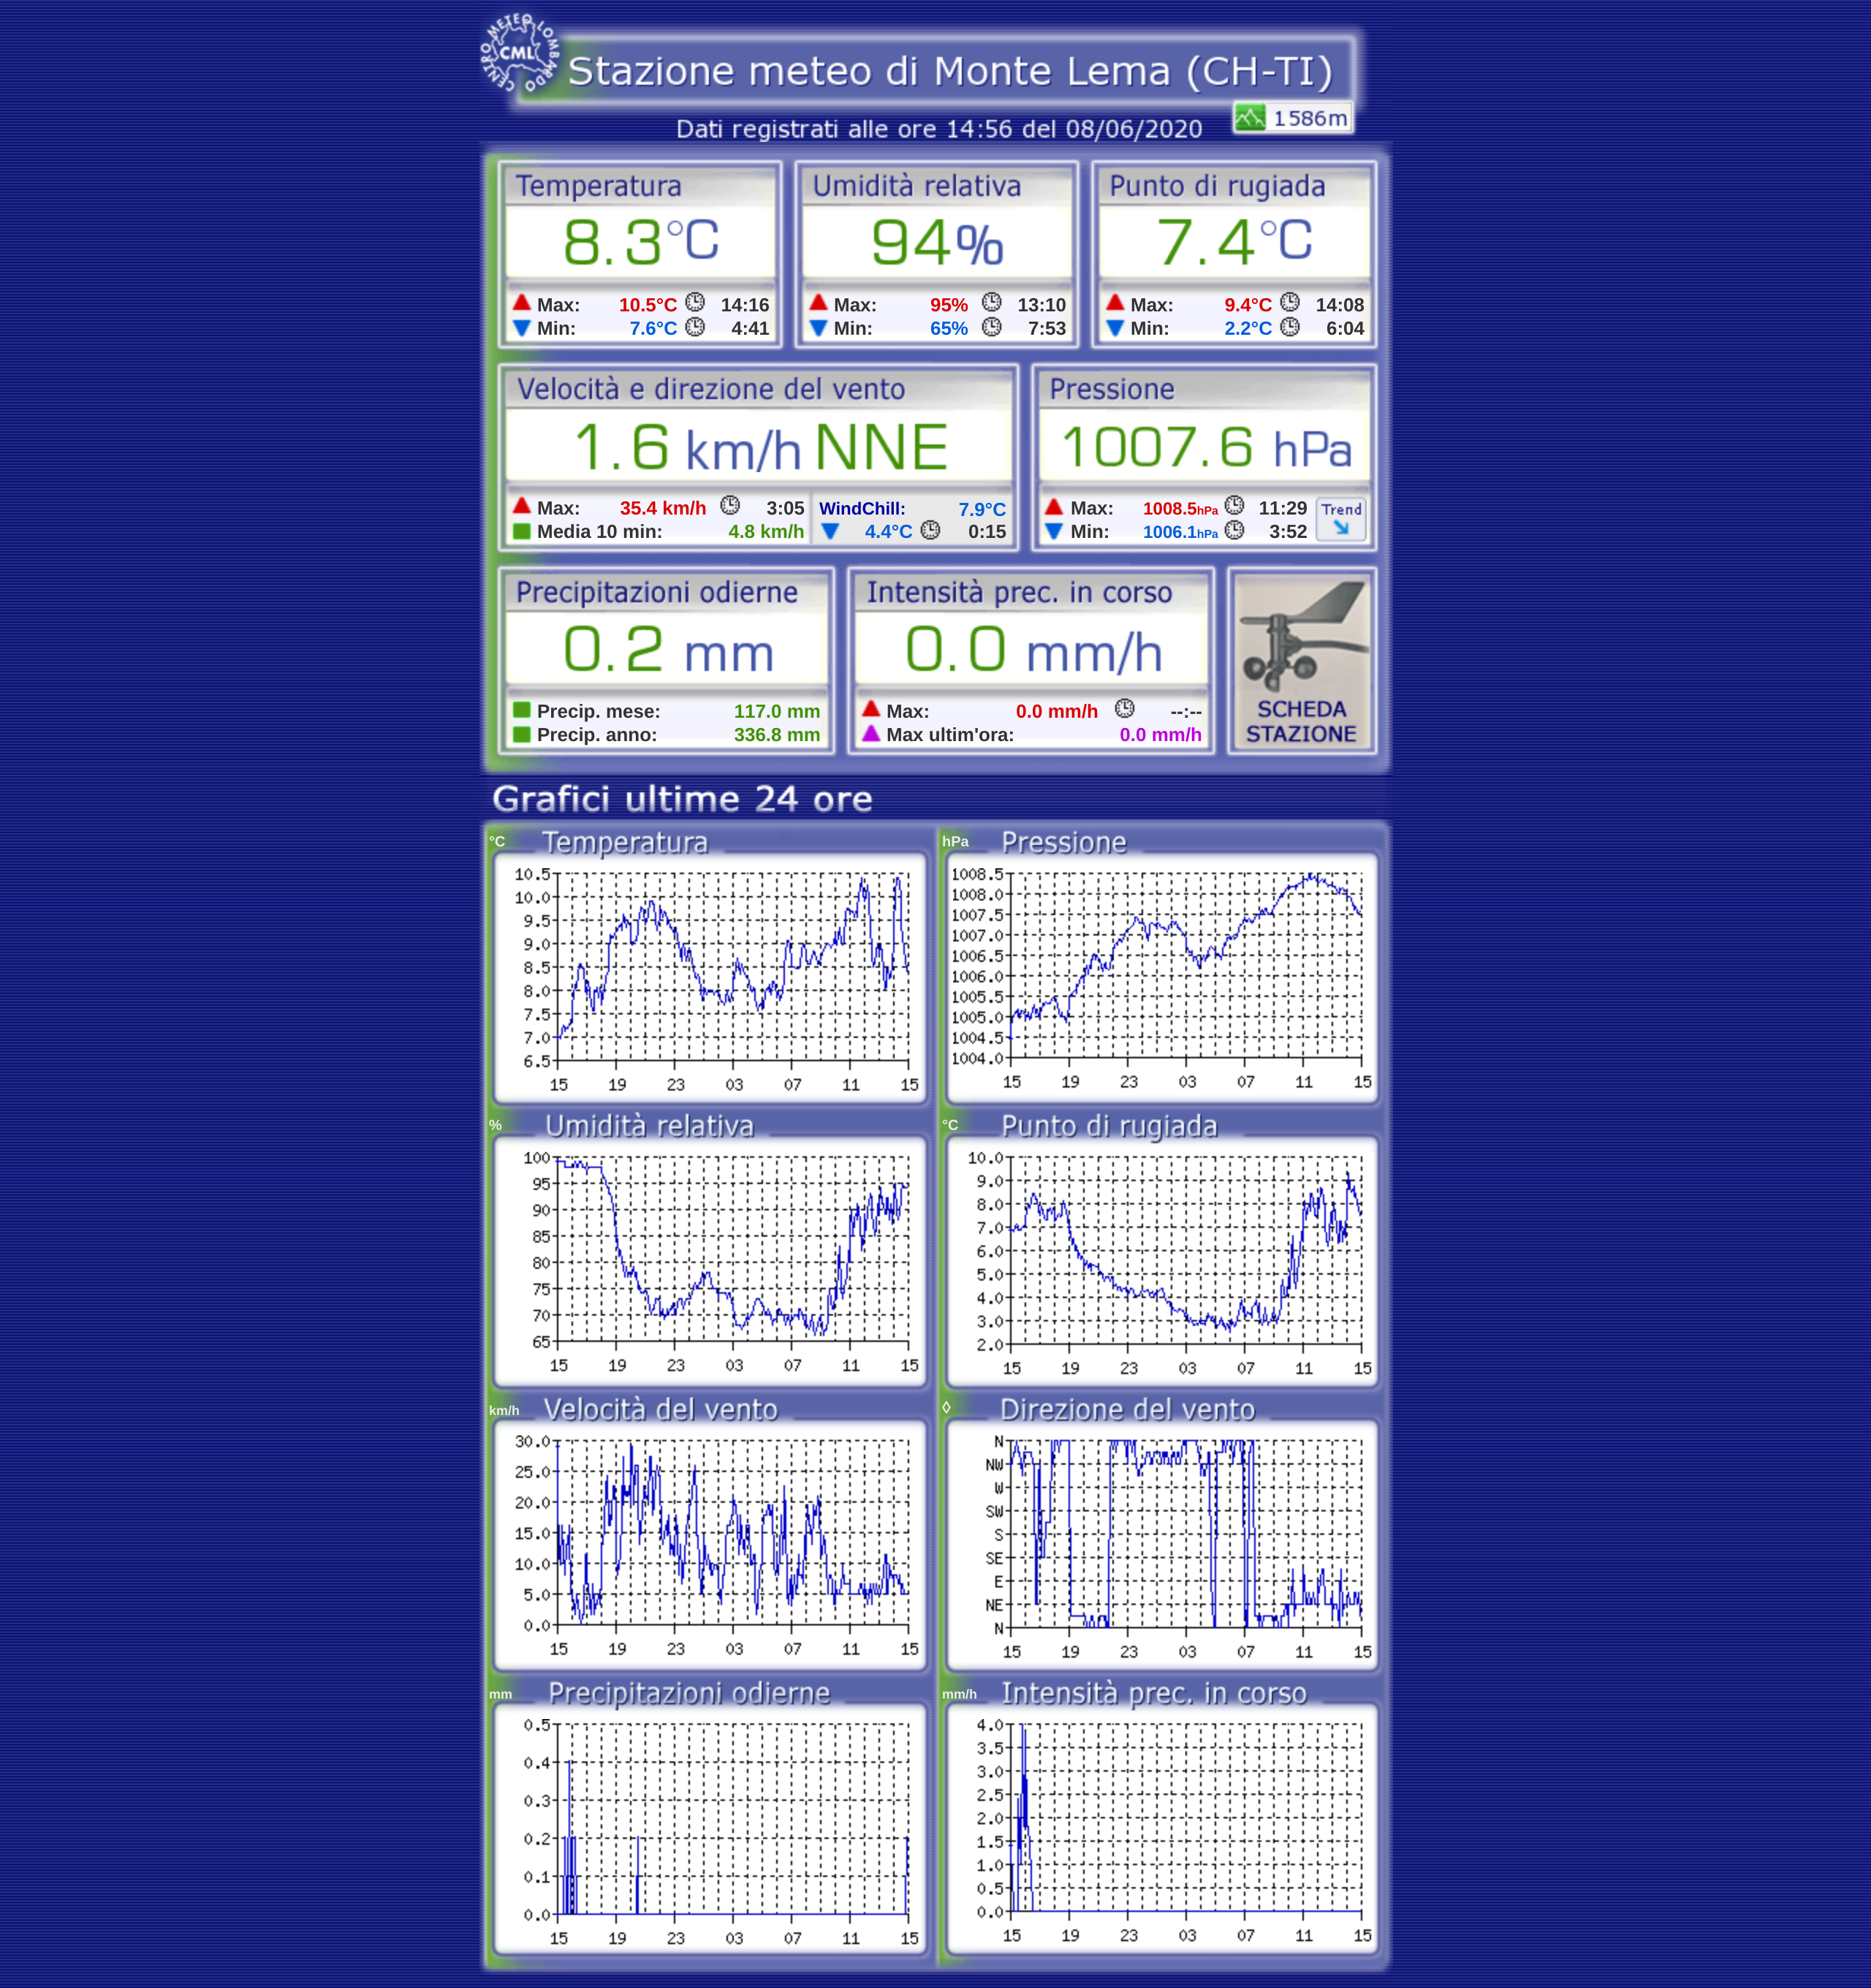 CENTRO METEO LOMBARDO
CML
Stazione meteo di Monte Lema (CH-TI)
1586m
Dati registrati alle ore 14:56 del 08/06/2020
Temperatura Umidità relativa Punto di rugiada
8.3°C 94% 7.4°C
Max: 10.5°C 14:16 Max: 95% 13:10 Max: 9.4°C 14:08
Min: 7.6°C 4:41 Min: 65% 7:53 Min: 2.2°C 6:04
Velocità e direzione del vento Pressione
1.6 km/h NNE 1007.6 hPa
Max: 35.4 km/h 3:05 WindChill: 7.9°C Max: 1008.5hPa 11:29 Trend
Media 10 min: 4.8 km/h 4.4°C 0:15 Min: 1006.1hPa 3:52
Precipitazioni odierne Intensità prec. in corso
0.2 mm 0.0 mm/h
Precip. mese: 117.0 mm Max: 0.0 mm/h --:-- SCHEDA
Precip. anno: 336.8 mm Max ultim'ora: 0.0 mm/h STAZIONE
Grafici ultime 24 ore
°C Temperatura
10.5
10.0
9.5
9.0
8.5
8.0
7.5
7.0
6.5
15 19 23 03 07 11 15
hPa Pressione
1008.5
1008.0
1007.5
1007.0
1006.5
1006.0
1005.5
1005.0
1004.5
1004.0
15 19 23 03 07 11 15
% Umidità relativa
100
95
90
85
80
75
70
65
15 19 23 03 07 11 15
°C Punto di rugiada
10.0
9.0
8.0
7.0
6.0
5.0
4.0
3.0
2.0
15 19 23 03 07 11 15
km/h Velocità del vento
30.0
25.0
20.0
15.0
10.0
5.0
0.0
15 19 23 03 07 11 15
◊ Direzione del vento
N
NW
W
SW
S
SE
E
NE
N
15 19 23 03 07 11 15
mm Precipitazioni odierne
0.5
0.4
0.3
0.2
0.1
0.0
15 19 23 03 07 11 15
mm/h Intensità prec. in corso
4.0
3.5
3.0
2.5
2.0
1.5
1.0
0.5
0.0
15 19 23 03 07 11 15